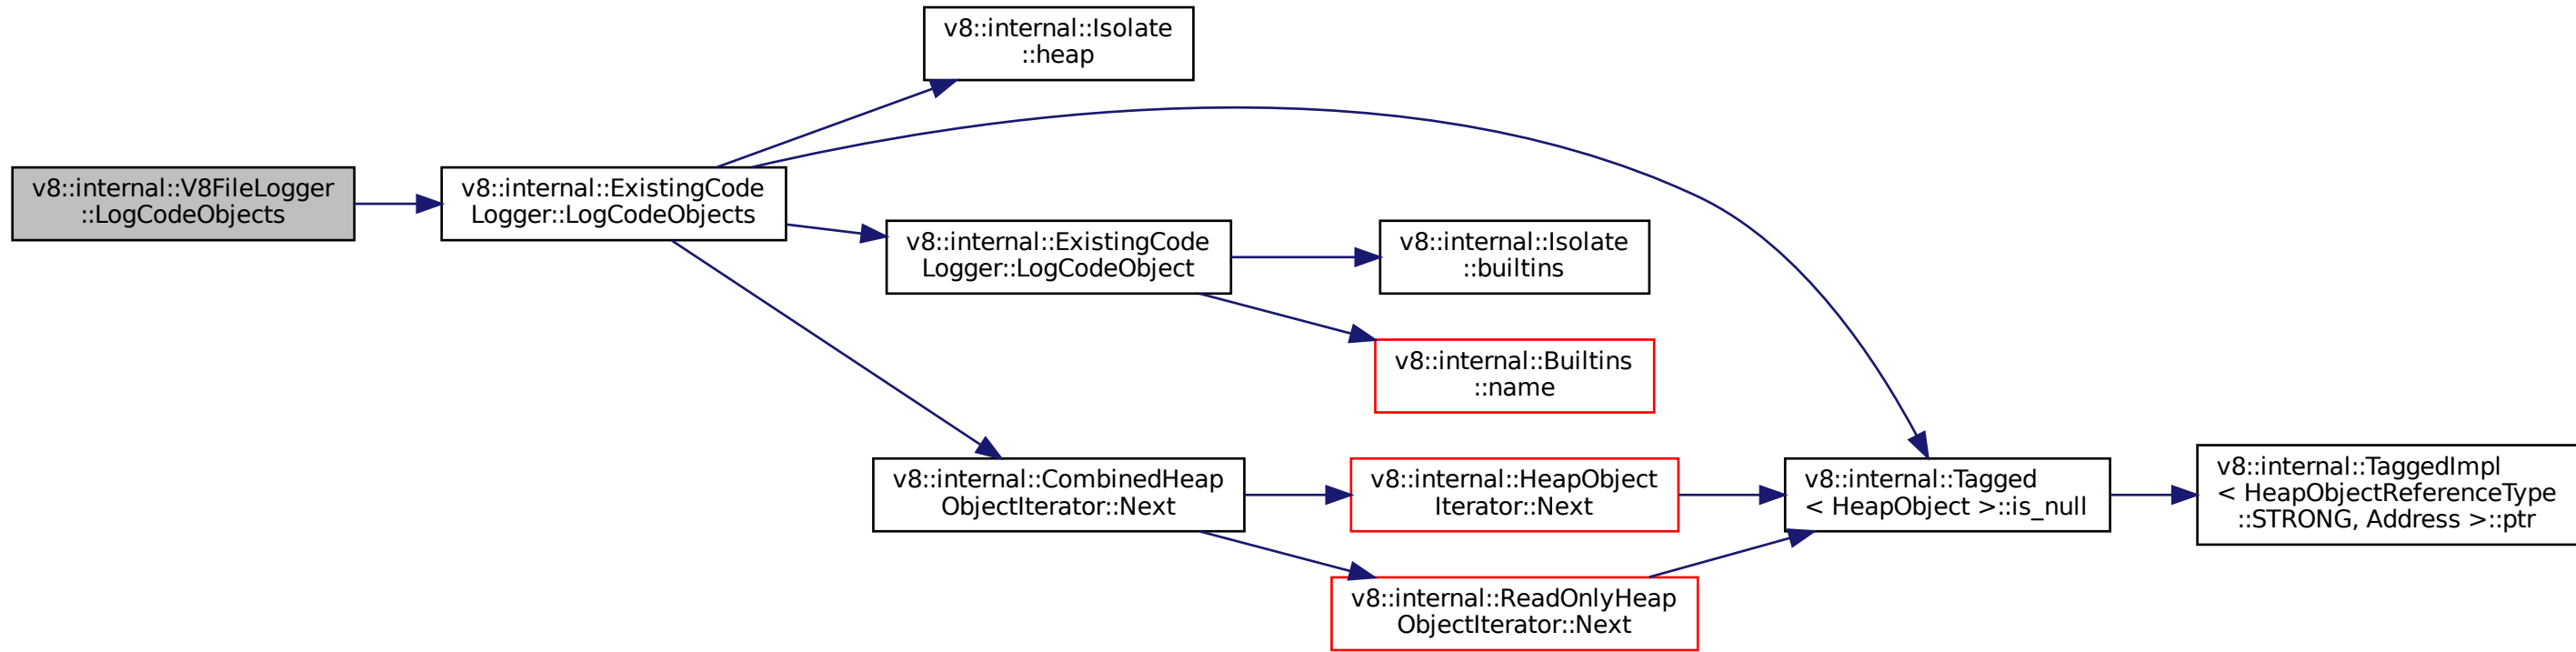 v8::internal::V8FileLogger
::LogCodeObjects
v8::internal::ExistingCode
Logger::LogCodeObjects
v8::internal::Isolate
::heap
v8::internal::ExistingCode
Logger::LogCodeObject
v8::internal::Isolate
::builtins
v8::internal::Builtins
::name
v8::internal::CombinedHeap
ObjectIterator::Next
v8::internal::HeapObject
Iterator::Next
v8::internal::ReadOnlyHeap
ObjectIterator::Next
v8::internal::Tagged
< HeapObject >::is_null
v8::internal::TaggedImpl
< HeapObjectReferenceType
::STRONG, Address >::ptr